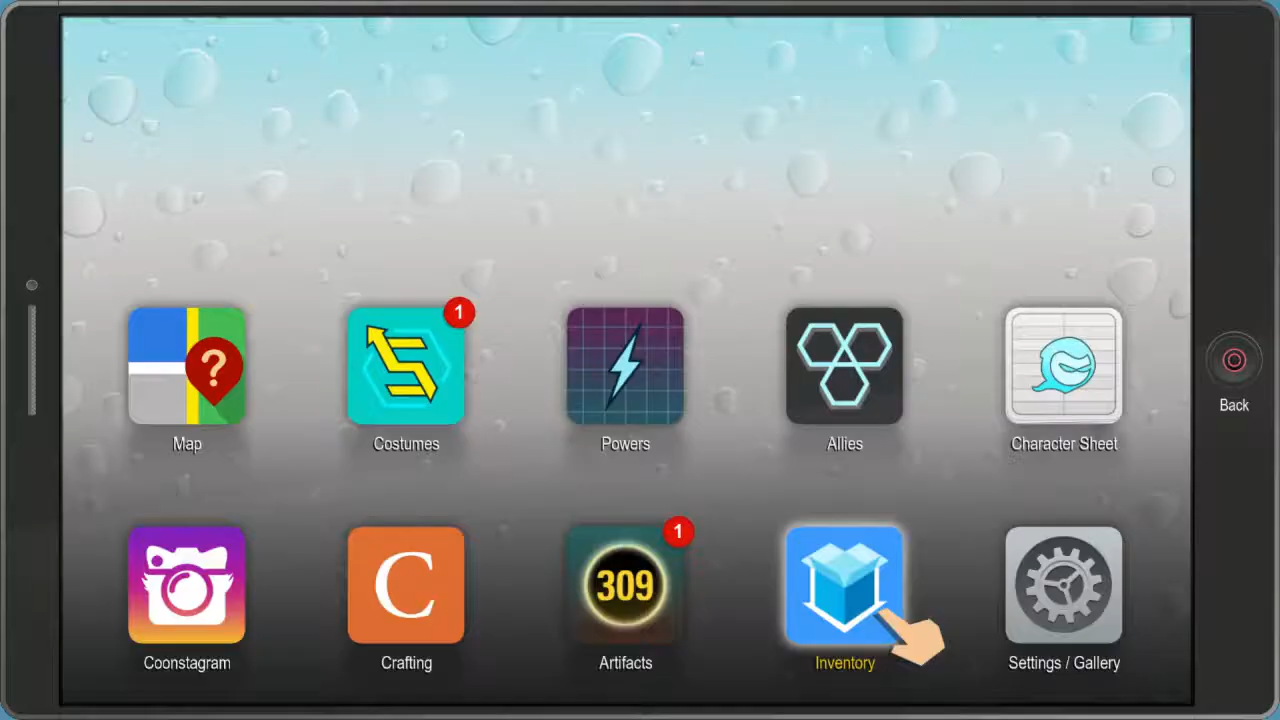 1
?
Map
Costumes
Powers
Allies
Character Sheet
Back
1
C
309
Coonstagram
Crafting
Artifacts
Inventory
Settings / Gallery